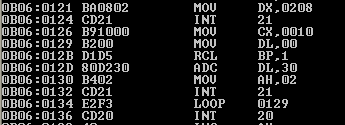 0B06:0121 BA0802 MOV DX,0208
0B06:0124 CD21 INT 21
0B06:0126 B91000 MOV CX,0010
0B06:0129 B200 MOV DL,00
0B06:012B D1D5 RCL BP,1
0B06:012D 80D230 ADC DL,30
0B06:0130 B402 MOV AH,02
0B06:0132 CD21 INT 21
0B06:0134 E2F3 LOOP 0129
0B06:0136 CD20 INT 20